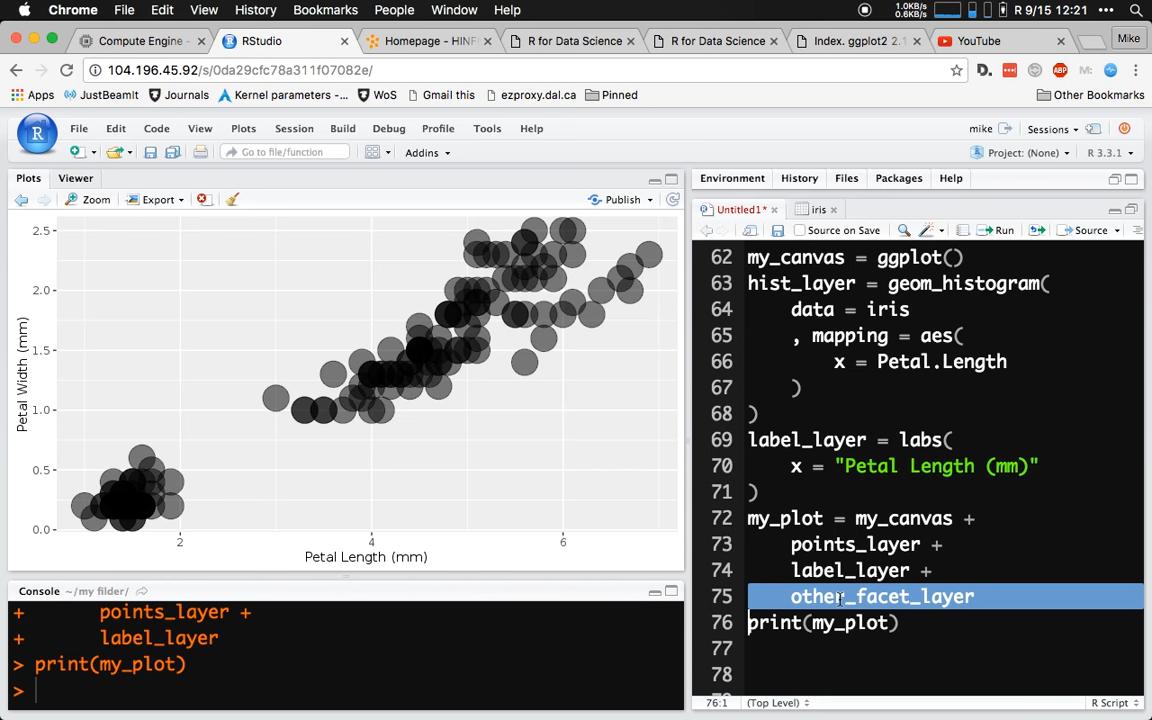 Chrome File Edit View History Bookmarks People Window Help
1.0KB/s
0.6KB/s
R 9/15 12:21
Compute Engine -
RStudio
Homepage - HINF
R for Data Science
R for Data Science
Index. ggplot2 2.1
YouTube
Mike
104.196.45.92/s/0da29cfc78a311f07082e/
D.
ABP
M:
Apps JustBeamIt Journals Kernel parameters -... WoS Gmail this ezproxy.dal.ca Pinned Other Bookmarks
R File Edit Code View Plots Session Build Debug Profile Tools Help mike Sessions
Go to file/function Addins Project: (None) R 3.3.1
Plots Viewer
Zoom Export Publish
2.5
2.0
1.5
1.0
0.5
0.0
Petal Width (mm)
2 4 6
Petal Length (mm)
Console ~/my filder/
+ points_layer +
+ label_layer
> print(my_plot)
>
Environment History Files Packages Help
Untitled1* iris
Source on Save Run Source
62 my_canvas = ggplot()
63 hist_layer = geom_histogram(
64 data = iris
65 , mapping = aes(
66 x = Petal.Length
67 )
68 )
69 label_layer = labs(
70 x = "Petal Length (mm)"
71 )
72 my_plot = my_canvas +
73 points_layer +
74 label_layer +
75 other_facet_layer
76 print(my_plot)
77
78
76:1 (Top Level) R Script